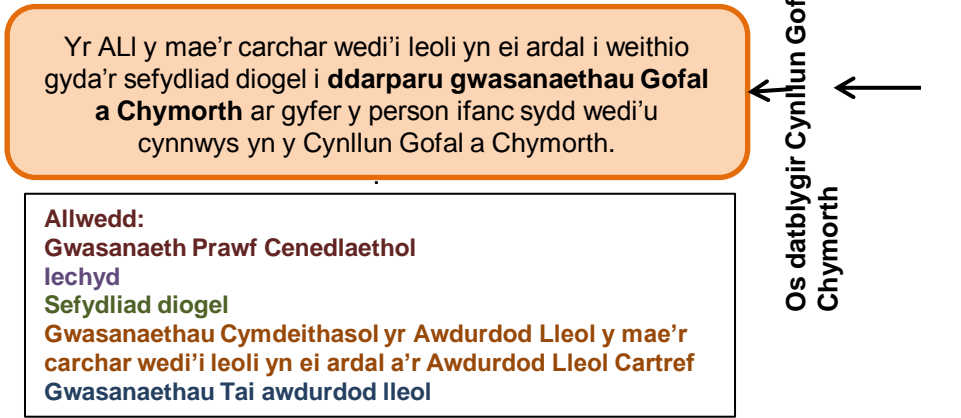 Yr ALl y mae'r carchar wedi'i leoli yn ei ardal i weithio
gyda'r sefydliad diogel i ddarparu gwasanaethau Gofal
a Chymorth ar gyfer y person ifanc sydd wedi'u
cynnwys yn y Cynllun Gofal a Chymorth.
Os datblygir Cynllun Gof
Chymorth
Allwedd:
Gwasanaeth Prawf Cenedlaethol
Iechyd
Sefydliad diogel
Gwasanaethau Cymdeithasol yr Awdurdod Lleol y mae'r
carchar wedi'i leoli yn ei ardal a'r Awdurdod Lleol Cartref
Gwasanaethau Tai awdurdod lleol